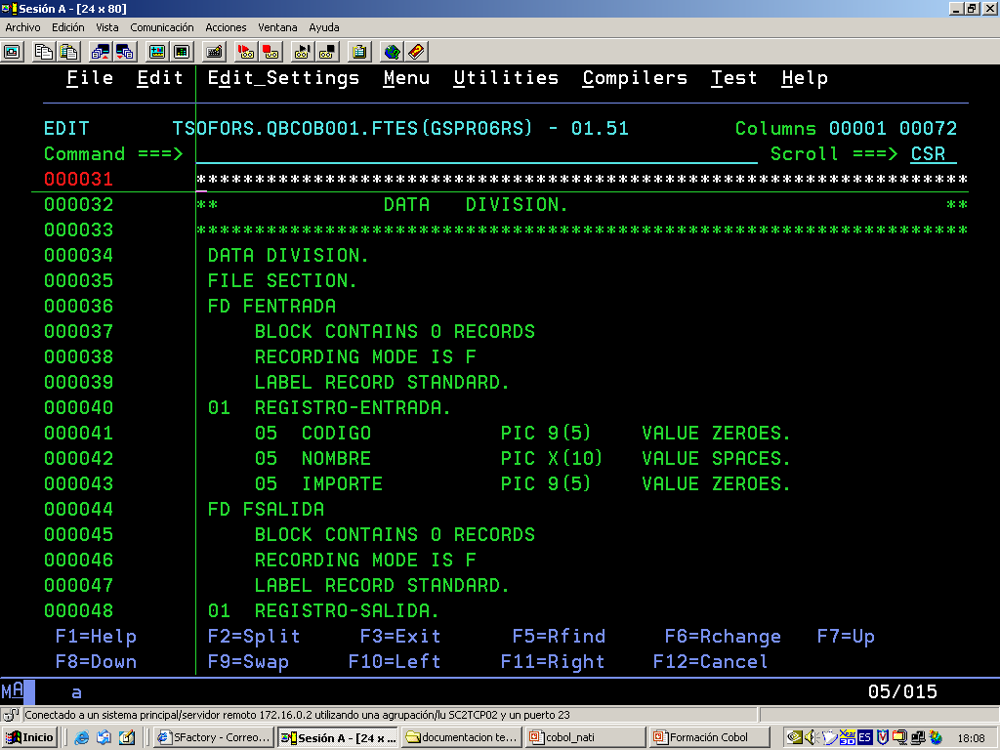 Sesión A - [24 x 80]
Archivo Edición Vista Comunicación Acciones Ventana Ayuda
File Edit Edit_Settings Menu Utilities Compilers Test Help
EDIT TSOFORS.QBCOB001.FTES(GSPRO6RS) - 01.51 Columns 00001 00072
Command ===> Scroll ===> CSR
000031 ******************************************************************
000032 ** DATA DIVISION. **
000033 ******************************************************************
000034 DATA DIVISION.
000035 FILE SECTION.
000036 FD FENTRADA
000037 BLOCK CONTAINS 0 RECORDS
000038 RECORDING MODE IS F
000039 LABEL RECORD STANDARD.
000040 01 REGISTRO-ENTRADA.
000041 05 CODIGO PIC 9(5) VALUE ZEROES.
000042 05 NOMBRE PIC X(10) VALUE SPACES.
000043 05 IMPORTE PIC 9(5) VALUE ZEROES.
000044 FD FSALIDA
000045 BLOCK CONTAINS 0 RECORDS
000046 RECORDING MODE IS F
000047 LABEL RECORD STANDARD.
000048 01 REGISTRO-SALIDA.
F1=Help F2=Split F3=Exit F5=Rfind F6=Rchange F7=Up
F8=Down F9=Swap F10=Left F11=Right F12=Cancel
MA a 05/015
Conectado a un sistema principal/servidor remoto 172.16.0.2 utilizando una agrupación/lu SC2TCP02 y un puerto 23
Inicio SFactory - Correo... Sesión A - [24 x ... documentacion te... cobol_nati Formación Cobol ES 18:08